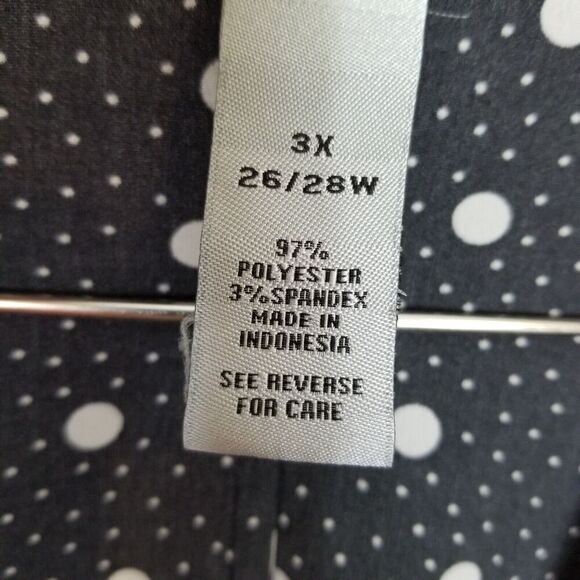 3X
26/28W
97%
POLYESTER
3% SPANDEX
MADE IN
INDONESIA
SEE REVERSE
FOR CARE